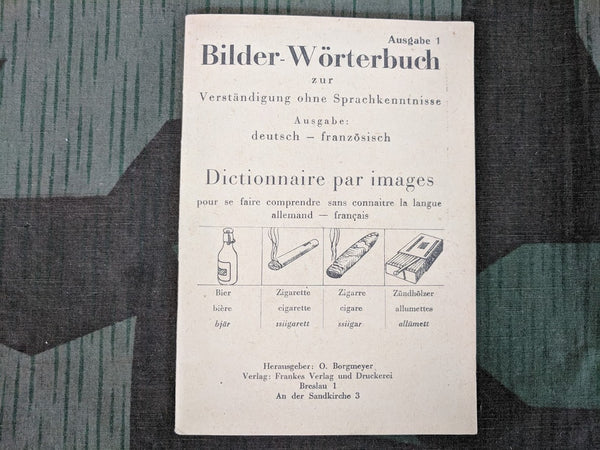 Ausgabe 1
Bilder-Wörterbuch
zur
Verständigung ohne Sprachkenntnisse
Ausgabe:
deutsch — französisch
Dictionnaire par images
pour se faire comprendre sans connaitre la langue
allemand — français
Bier Zigarette Zigarre Zündhölzer
bière cigarette cigare allumettes
bjär ssiigarett ssiigar allümett
Herausgeber: O. Borgmeyer
Verlag: Frankes Verlag und Druckerei
Breslau 1
An der Sandkirche 3